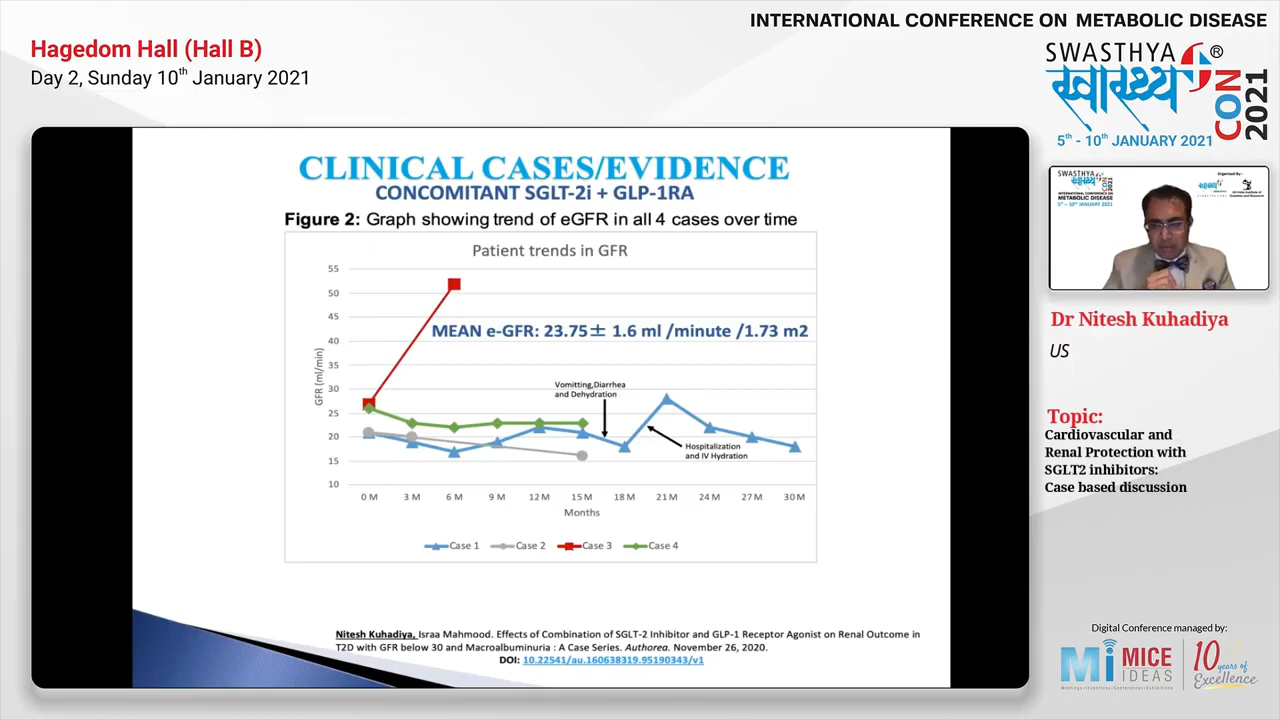 INTERNATIONAL CONFERENCE ON METABOLIC DISEASE
Hagedom Hall (Hall B)
Day 2, Sunday 10th January 2021
SWASTHYA ®
स्वास्थ्य
CON 2021
5th - 10th JANUARY 2021
CLINICAL CASES/EVIDENCE
CONCOMITANT SGLT-2i + GLP-1RA
Figure 2: Graph showing trend of eGFR in all 4 cases over time
Patient trends in GFR
MEAN e-GFR: 23.75± 1.6 ml /minute /1.73 m2
GFR (ml/min)
55
50
45
40
35
30
25
20
15
10
Vomitting,Diarrhea
and Dehydration
Hospitalization
and IV Hydration
0 M 3 M 6 M 9 M 12 M 15 M 18 M 21 M 24 M 27 M 30 M
Months
Case 1 Case 2 Case 3 Case 4
Nitesh Kuhadiya, Israa Mahmood. Effects of Combination of SGLT-2 Inhibitor and GLP-1 Receptor Agonist on Renal Outcome in
T2D with GFR below 30 and Macroalbuminuria : A Case Series. Authorea. November 26, 2020.
DOI: 10.22541/au.160638319.95190343/v1
SWASTHYA
Organised By:-
Dr Nitesh Kuhadiya
US
Topic:
Cardiovascular and
Renal Protection with
SGLT2 inhibitors:
Case based discussion
Digital Conference managed by:
Mi MICE
IDEAS
Meetings • Incentives • Conferences • Exhibitions
10 years of
Excellence